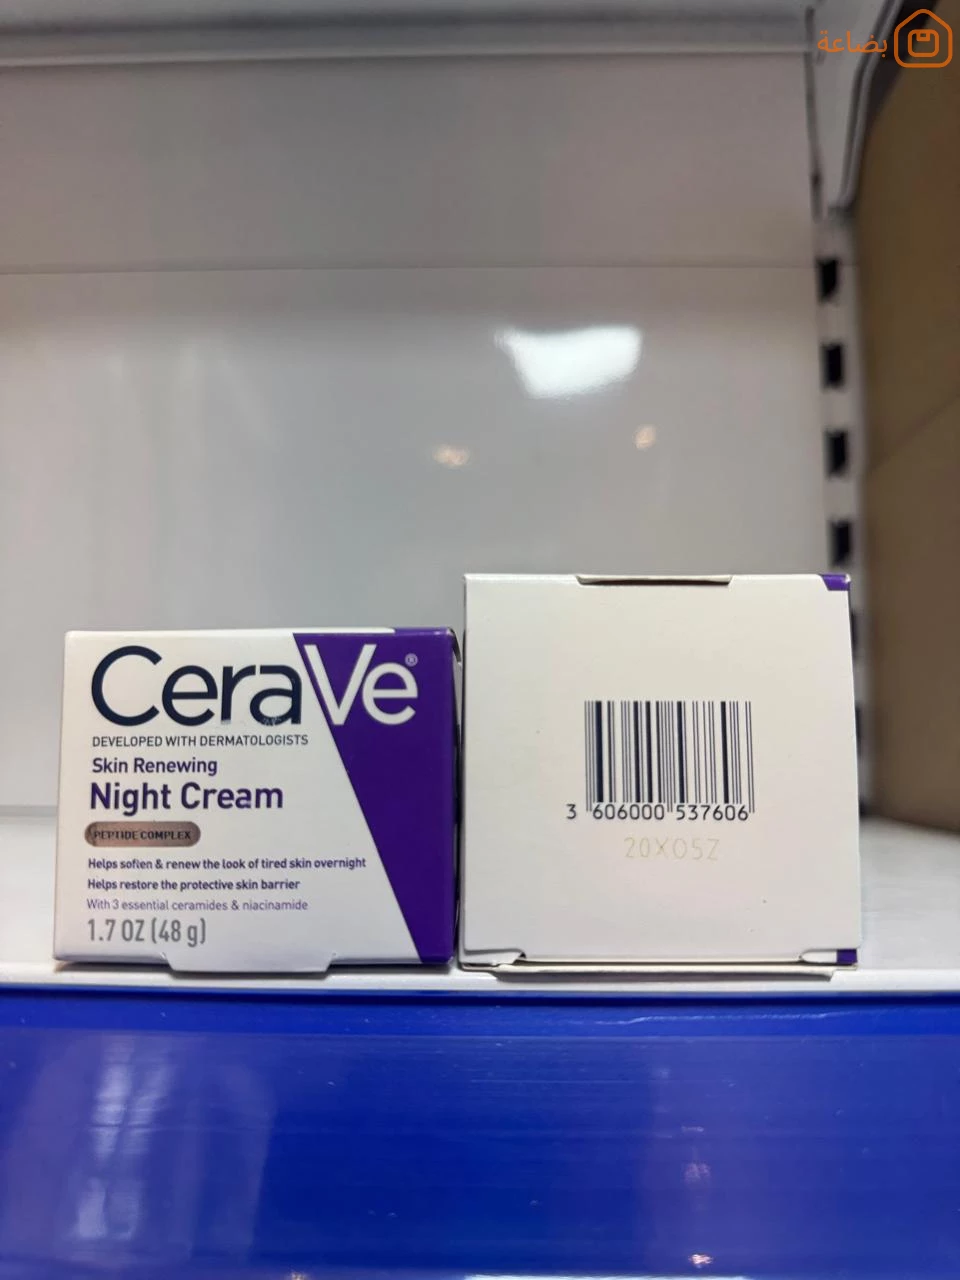 بضاعة
CeraVe®
DEVELOPED WITH DERMATOLOGISTS
Skin Renewing
Night Cream
PEPTIDE COMPLEX
Helps soften & renew the look of tired skin overnight
Helps restore the protective skin barrier
With 3 essential ceramides & niacinamide
1.7 OZ (48 g)
3 606000 537606
20X05Z